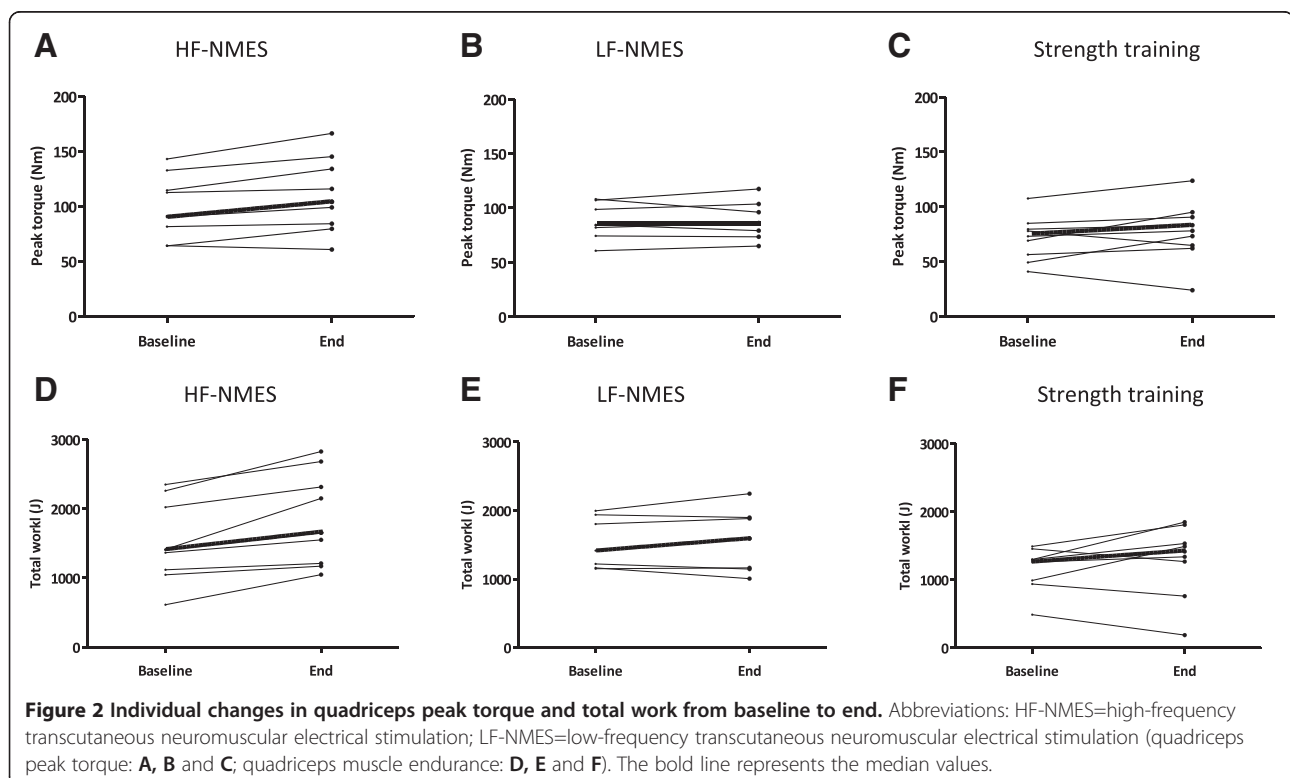 A HF-NMES
Peak torque (Nm)
200
150
100
50
0
Baseline End
B LF-NMES
Peak torque (Nm)
200
150
100
50
0
Baseline End
C Strength training
Peak torque (Nm)
200
150
100
50
0
Baseline End
D HF-NMES
Total workl (J)
3000
2000
1000
0
Baseline End
E LF-NMES
Total workl (J)
3000
2000
1000
0
Baseline End
F Strength training
Total workl (J)
3000
2000
1000
0
Baseline End
Figure 2 Individual changes in quadriceps peak torque and total work from baseline to end. Abbreviations: HF-NMES=high-frequency
transcutaneous neuromuscular electrical stimulation; LF-NMES=low-frequency transcutaneous neuromuscular electrical stimulation (quadriceps
peak torque: A, B and C; quadriceps muscle endurance: D, E and F). The bold line represents the median values.